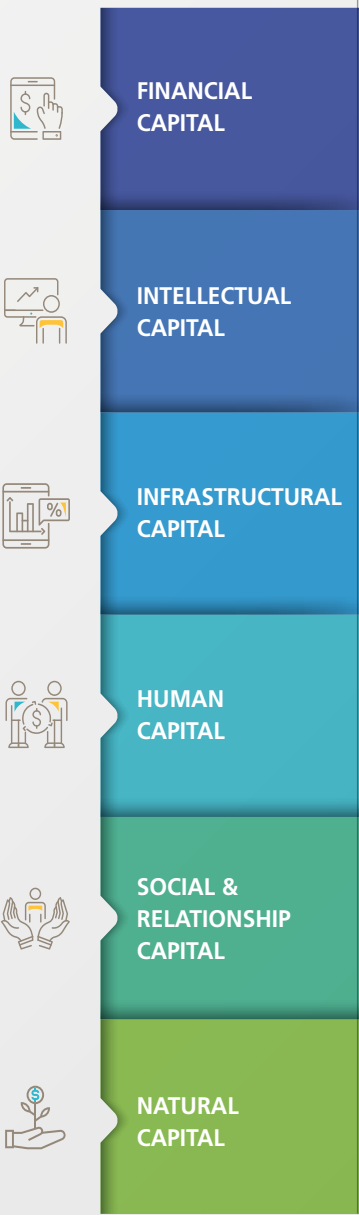 $
FINANCIAL
CAPITAL
INTELLECTUAL
CAPITAL
%
INFRASTRUCTURAL
CAPITAL
$
HUMAN
CAPITAL
SOCIAL &
RELATIONSHIP
CAPITAL
$
NATURAL
CAPITAL